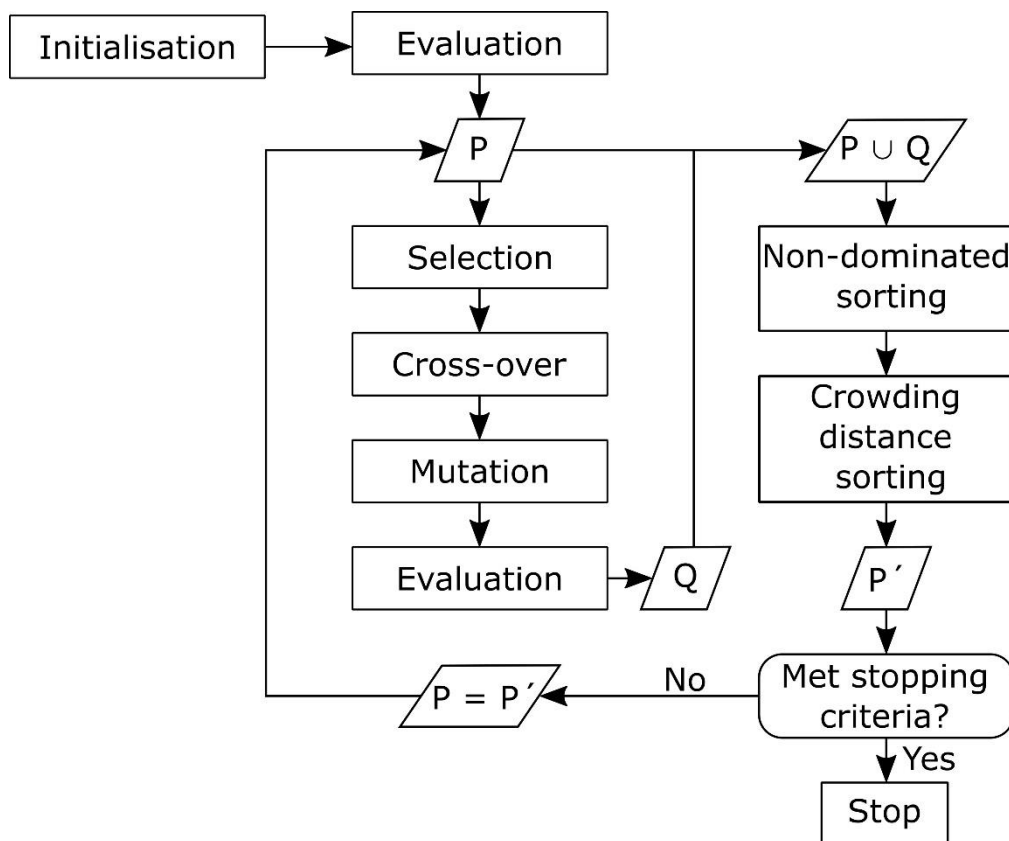 Initialisation
Evaluation
P
P ∪ Q
Selection
Non-dominated
sorting
Cross-over
Crowding
distance
sorting
Mutation
Evaluation
Q
P´
Met stopping
criteria?
No
P = P´
Yes
Stop